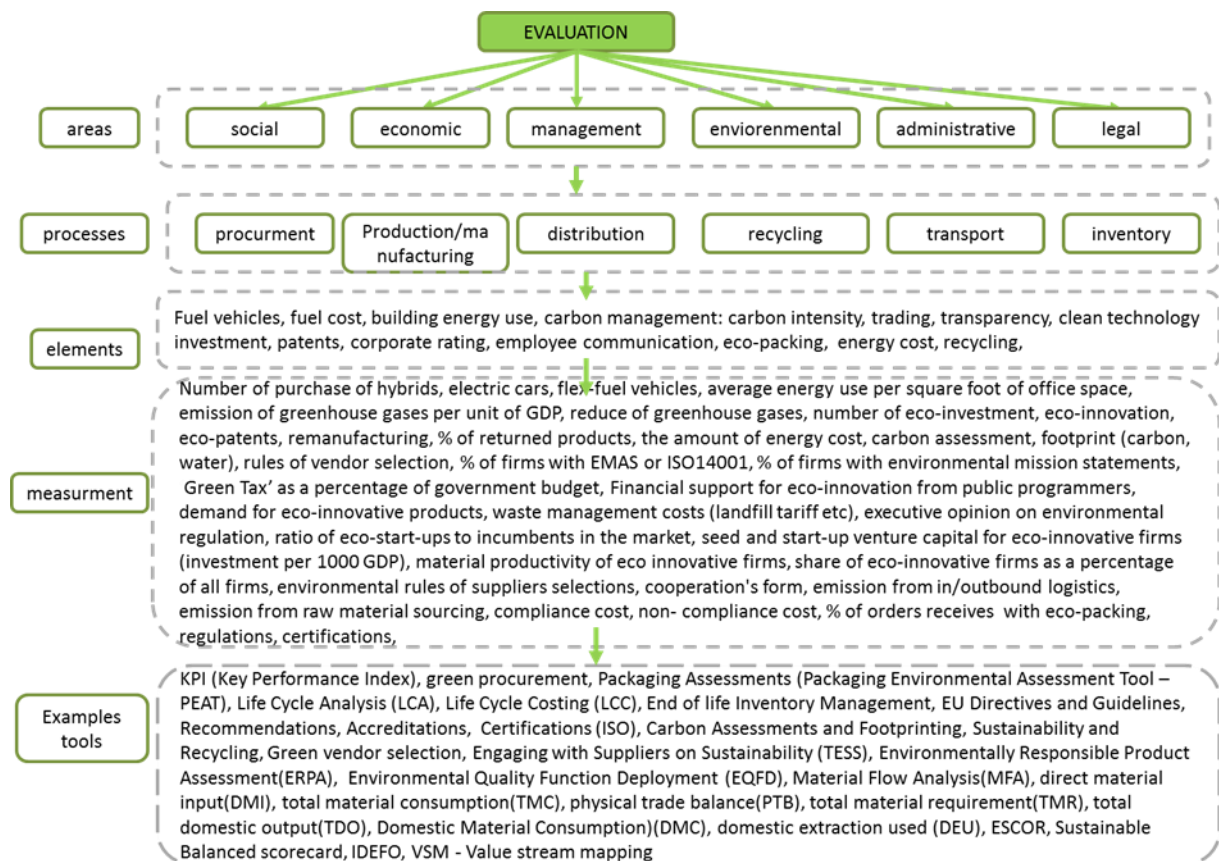 EVALUATION
areas
social
economic
management
enviorenmental
administrative
legal
processes
procurment
Production/ma
nufacturing
distribution
recycling
transport
inventory
elements
Fuel vehicles, fuel cost, building energy use, carbon management: carbon intensity, trading, transparency, clean technology
investment, patents, corporate rating, employee communication, eco-packing, energy cost, recycling,
measurment
Number of purchase of hybrids, electric cars, flex-fuel vehicles, average energy use per square foot of office space,
emission of greenhouse gases per unit of GDP, reduce of greenhouse gases, number of eco-investment, eco-innovation,
eco-patents, remanufacturing, % of returned products, the amount of energy cost, carbon assessment, footprint (carbon,
water), rules of vendor selection, % of firms with EMAS or ISO14001, % of firms with environmental mission statements,
Green Tax’ as a percentage of government budget, Financial support for eco-innovation from public programmers,
demand for eco-innovative products, waste management costs (landfill tariff etc), executive opinion on environmental
regulation, ratio of eco-start-ups to incumbents in the market, seed and start-up venture capital for eco-innovative firms
(investment per 1000 GDP), material productivity of eco innovative firms, share of eco-innovative firms as a percentage
of all firms, environmental rules of suppliers selections, cooperation's form, emission from in/outbound logistics,
emission from raw material sourcing, compliance cost, non- compliance cost, % of orders receives with eco-packing,
regulations, certifications,
Examples
tools
KPI (Key Performance Index), green procurement, Packaging Assessments (Packaging Environmental Assessment Tool –
PEAT), Life Cycle Analysis (LCA), Life Cycle Costing (LCC), End of life Inventory Management, EU Directives and Guidelines,
Recommendations, Accreditations, Certifications (ISO), Carbon Assessments and Footprinting, Sustainability and
Recycling, Green vendor selection, Engaging with Suppliers on Sustainability (TESS), Environmentally Responsible Product
Assessment(ERPA), Environmental Quality Function Deployment (EQFD), Material Flow Analysis(MFA), direct material
input(DMI), total material consumption(TMC), physical trade balance(PTB), total material requirement(TMR), total
domestic output(TDO), Domestic Material Consumption)(DMC), domestic extraction used (DEU), ESCOR, Sustainable
Balanced scorecard, IDEFO, VSM - Value stream mapping